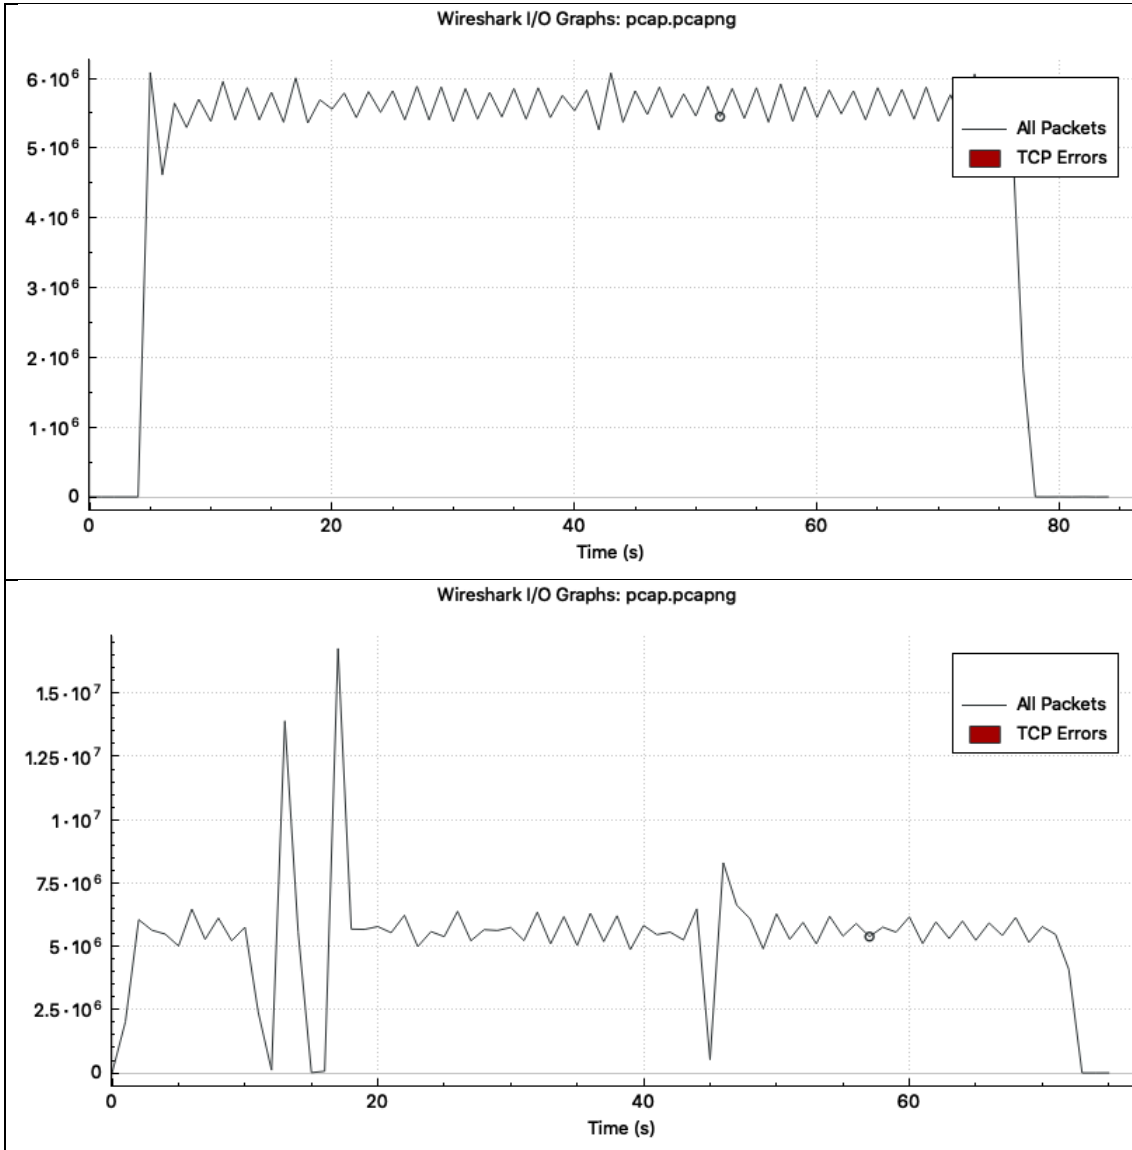 Wireshark I/O Graphs: pcap.pcapng
6·10⁶
5·10⁶
4·10⁶
3·10⁶
2·10⁶
1·10⁶
0
All Packets
TCP Errors
0 20 40 60 80
Time (s)
Wireshark I/O Graphs: pcap.pcapng
1.5·10⁷
1.25·10⁷
1·10⁷
7.5·10⁶
5·10⁶
2.5·10⁶
0
All Packets
TCP Errors
0 20 40 60
Time (s)